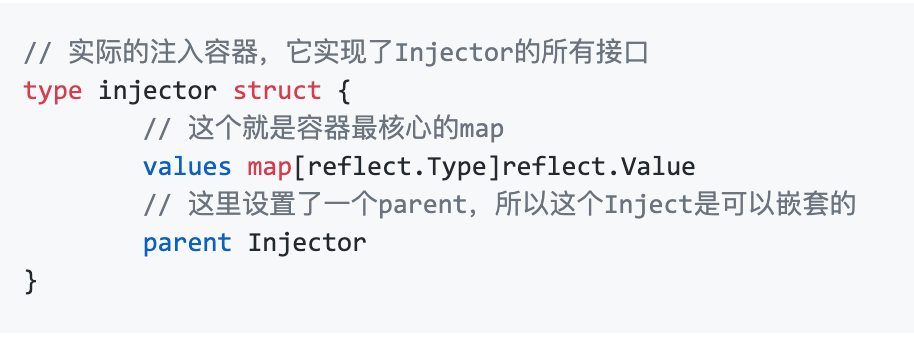 // 实际的注入容器，它实现了Injector的所有接口
type injector struct {
        // 这个就是容器最核心的map
        values map[reflect.Type]reflect.Value
        // 这里设置了一个parent，所以这个Inject是可以嵌套的
        parent Injector
}